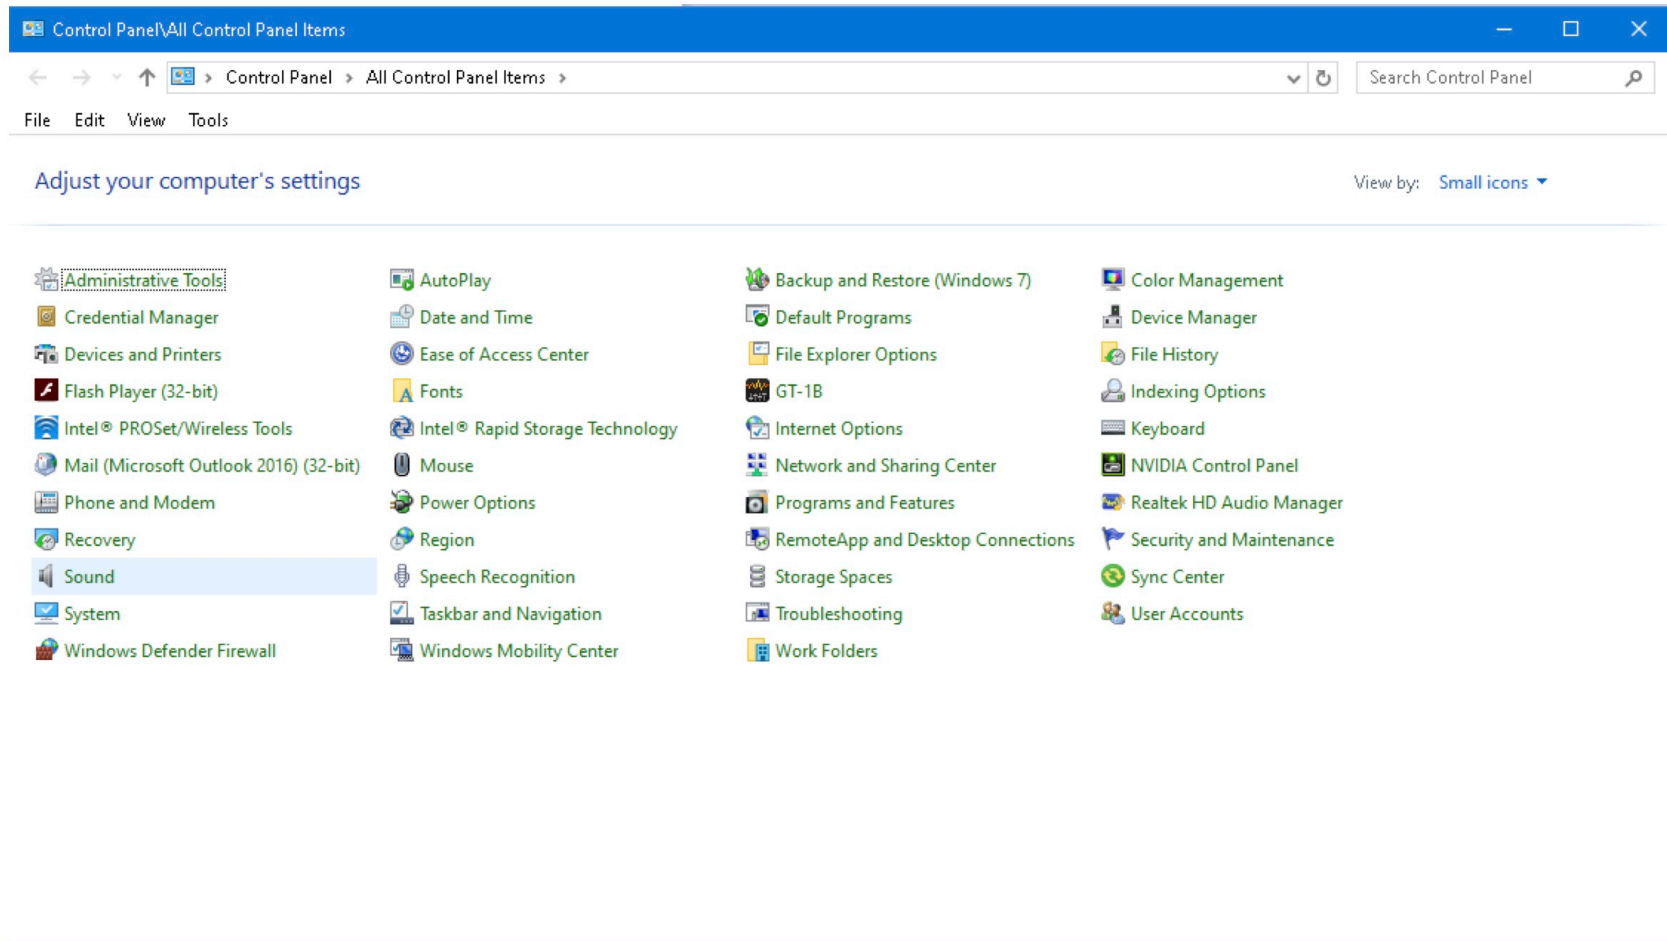 Control Panel\All Control Panel Items
Control Panel > All Control Panel Items >
Search Control Panel
File Edit View Tools
Adjust your computer's settings
View by: Small icons
Administrative Tools AutoPlay Backup and Restore (Windows 7) Color Management
Credential Manager Date and Time Default Programs Device Manager
Devices and Printers Ease of Access Center File Explorer Options File History
Flash Player (32-bit) Fonts GT-1B Indexing Options
Intel® PROSet/Wireless Tools Intel® Rapid Storage Technology Internet Options Keyboard
Mail (Microsoft Outlook 2016) (32-bit) Mouse Network and Sharing Center NVIDIA Control Panel
Phone and Modem Power Options Programs and Features Realtek HD Audio Manager
Recovery Region RemoteApp and Desktop Connections Security and Maintenance
Sound Speech Recognition Storage Spaces Sync Center
System Taskbar and Navigation Troubleshooting User Accounts
Windows Defender Firewall Windows Mobility Center Work Folders